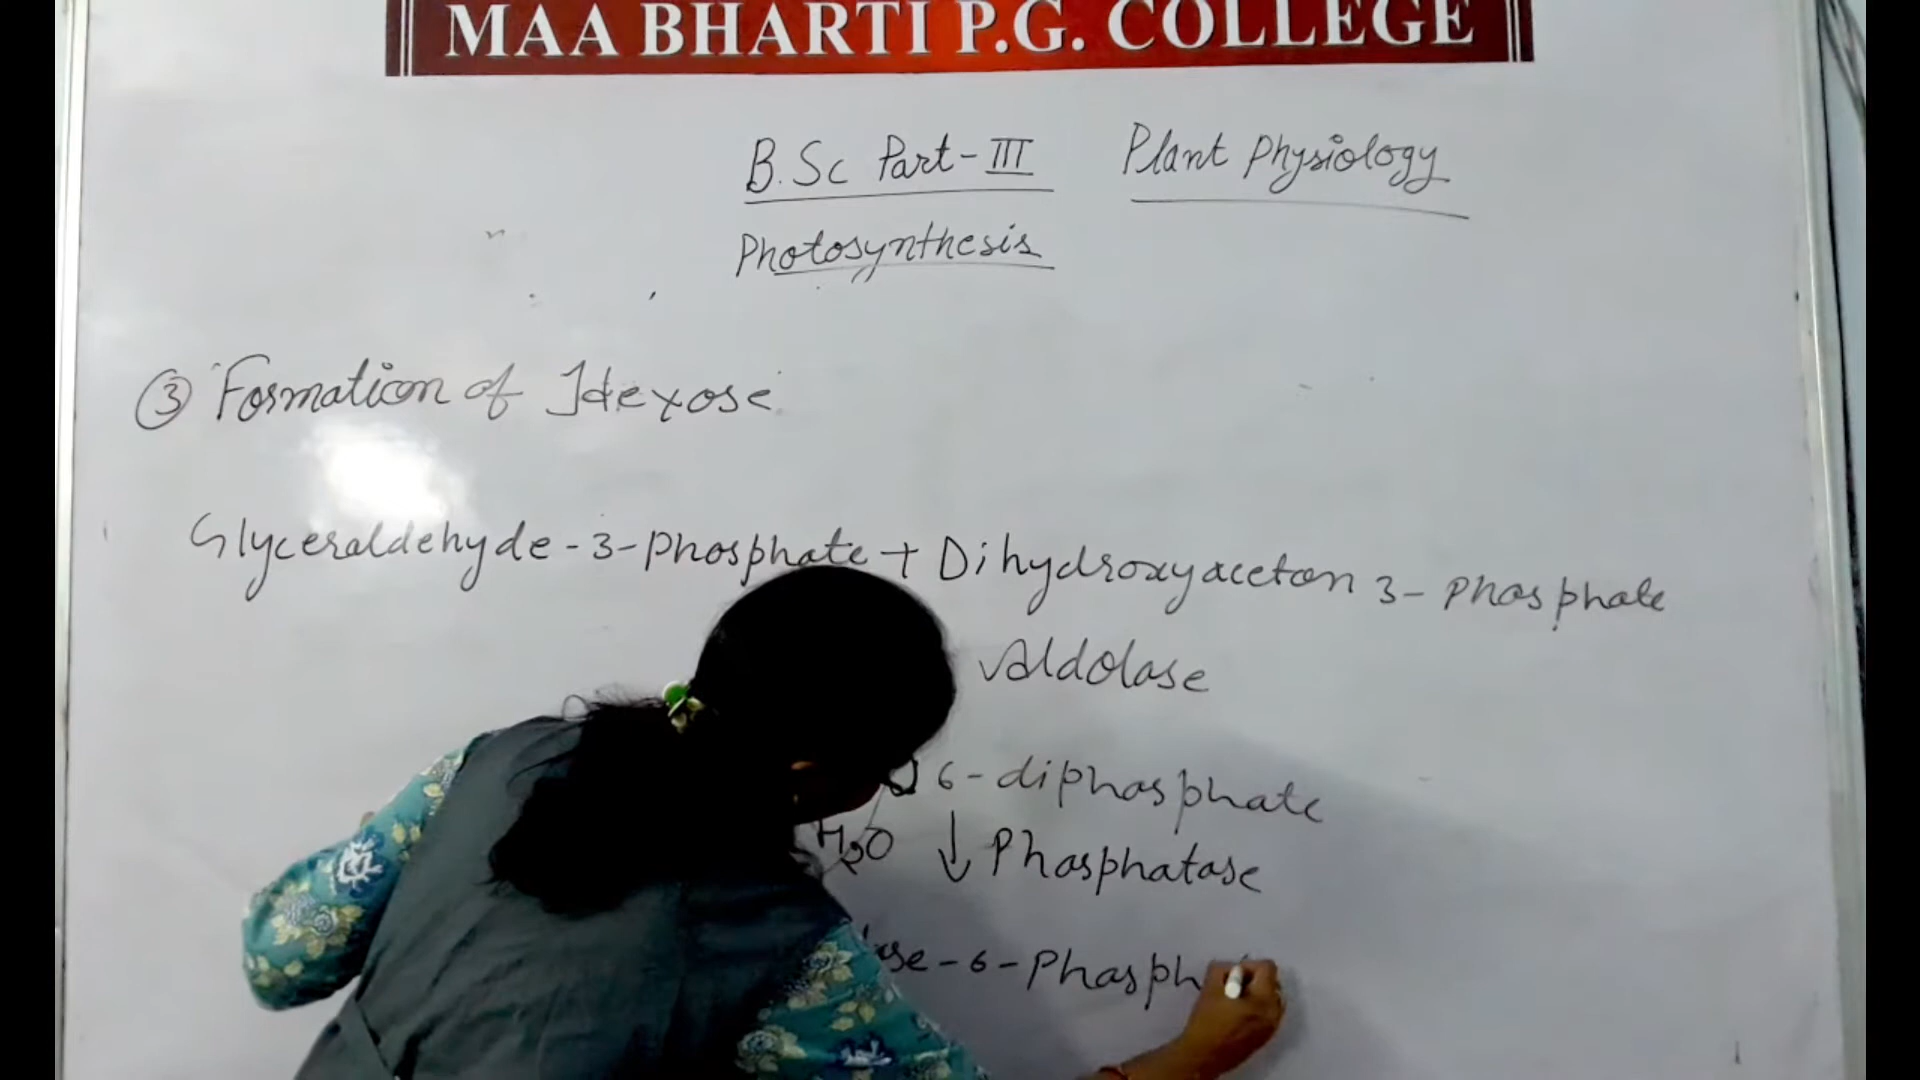 MAA BHARTI P.G. COLLEGE
B.Sc Part-III Plant Physiology
Photosynthesis
③ Formation of Hexose
Glyceraldehyde-3-Phosphate + Dihydroxyaceton 3-Phosphate
aldolase
6-diphosphate
H2O ↓ Phosphatase
-6-Phosph